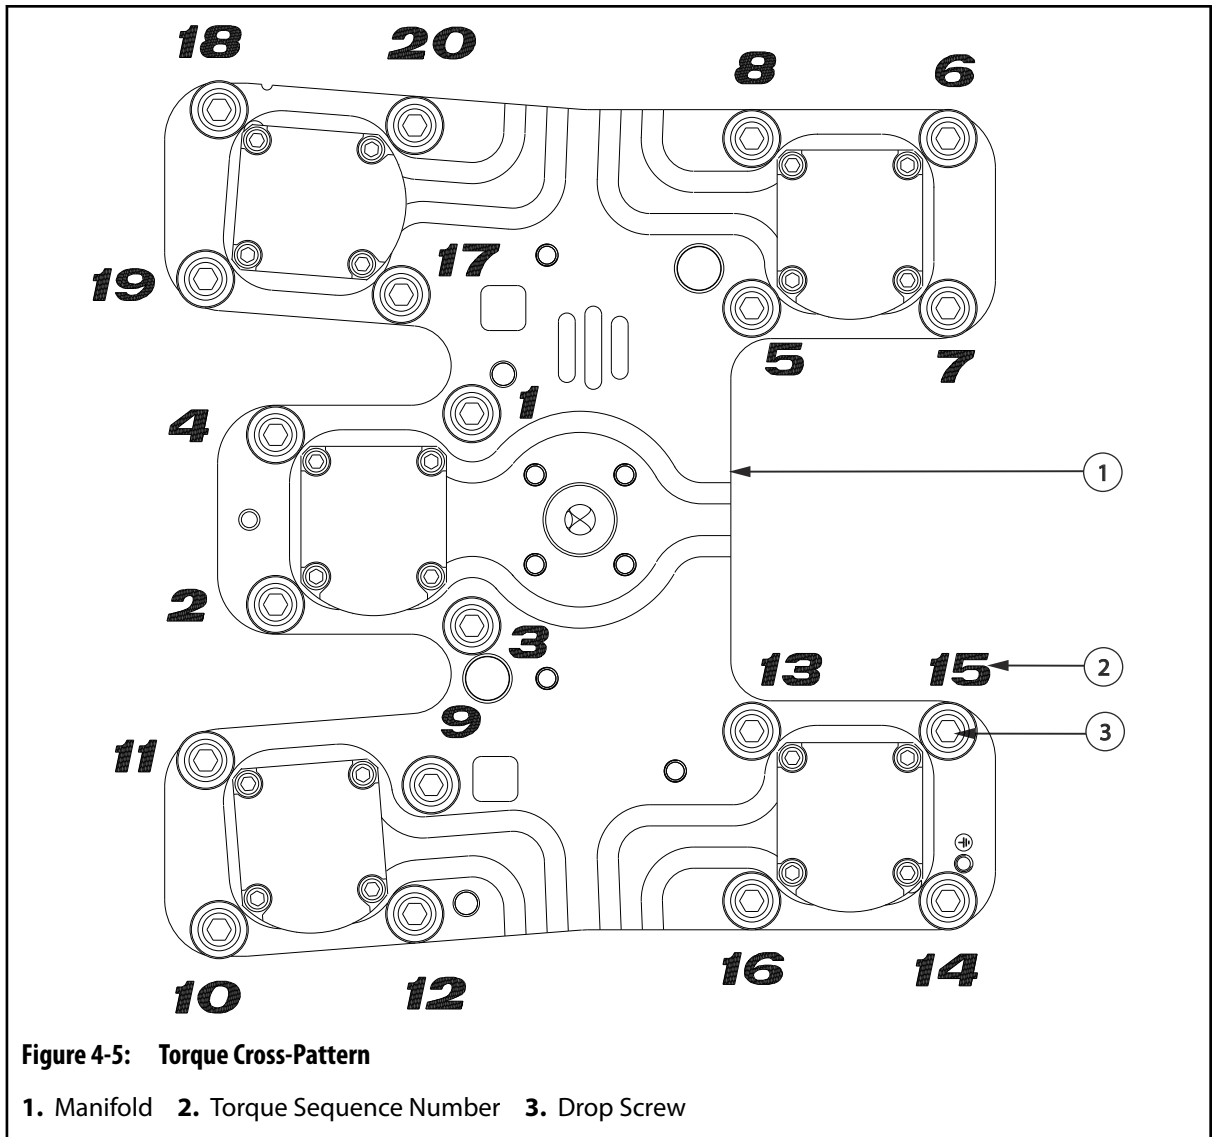 18 20 8 6
19 17 5 7
4 1
1
2 3 13 15 2
9
11 3
10 12 16 14
Figure 4-5: Torque Cross-Pattern
1. Manifold 2. Torque Sequence Number 3. Drop Screw